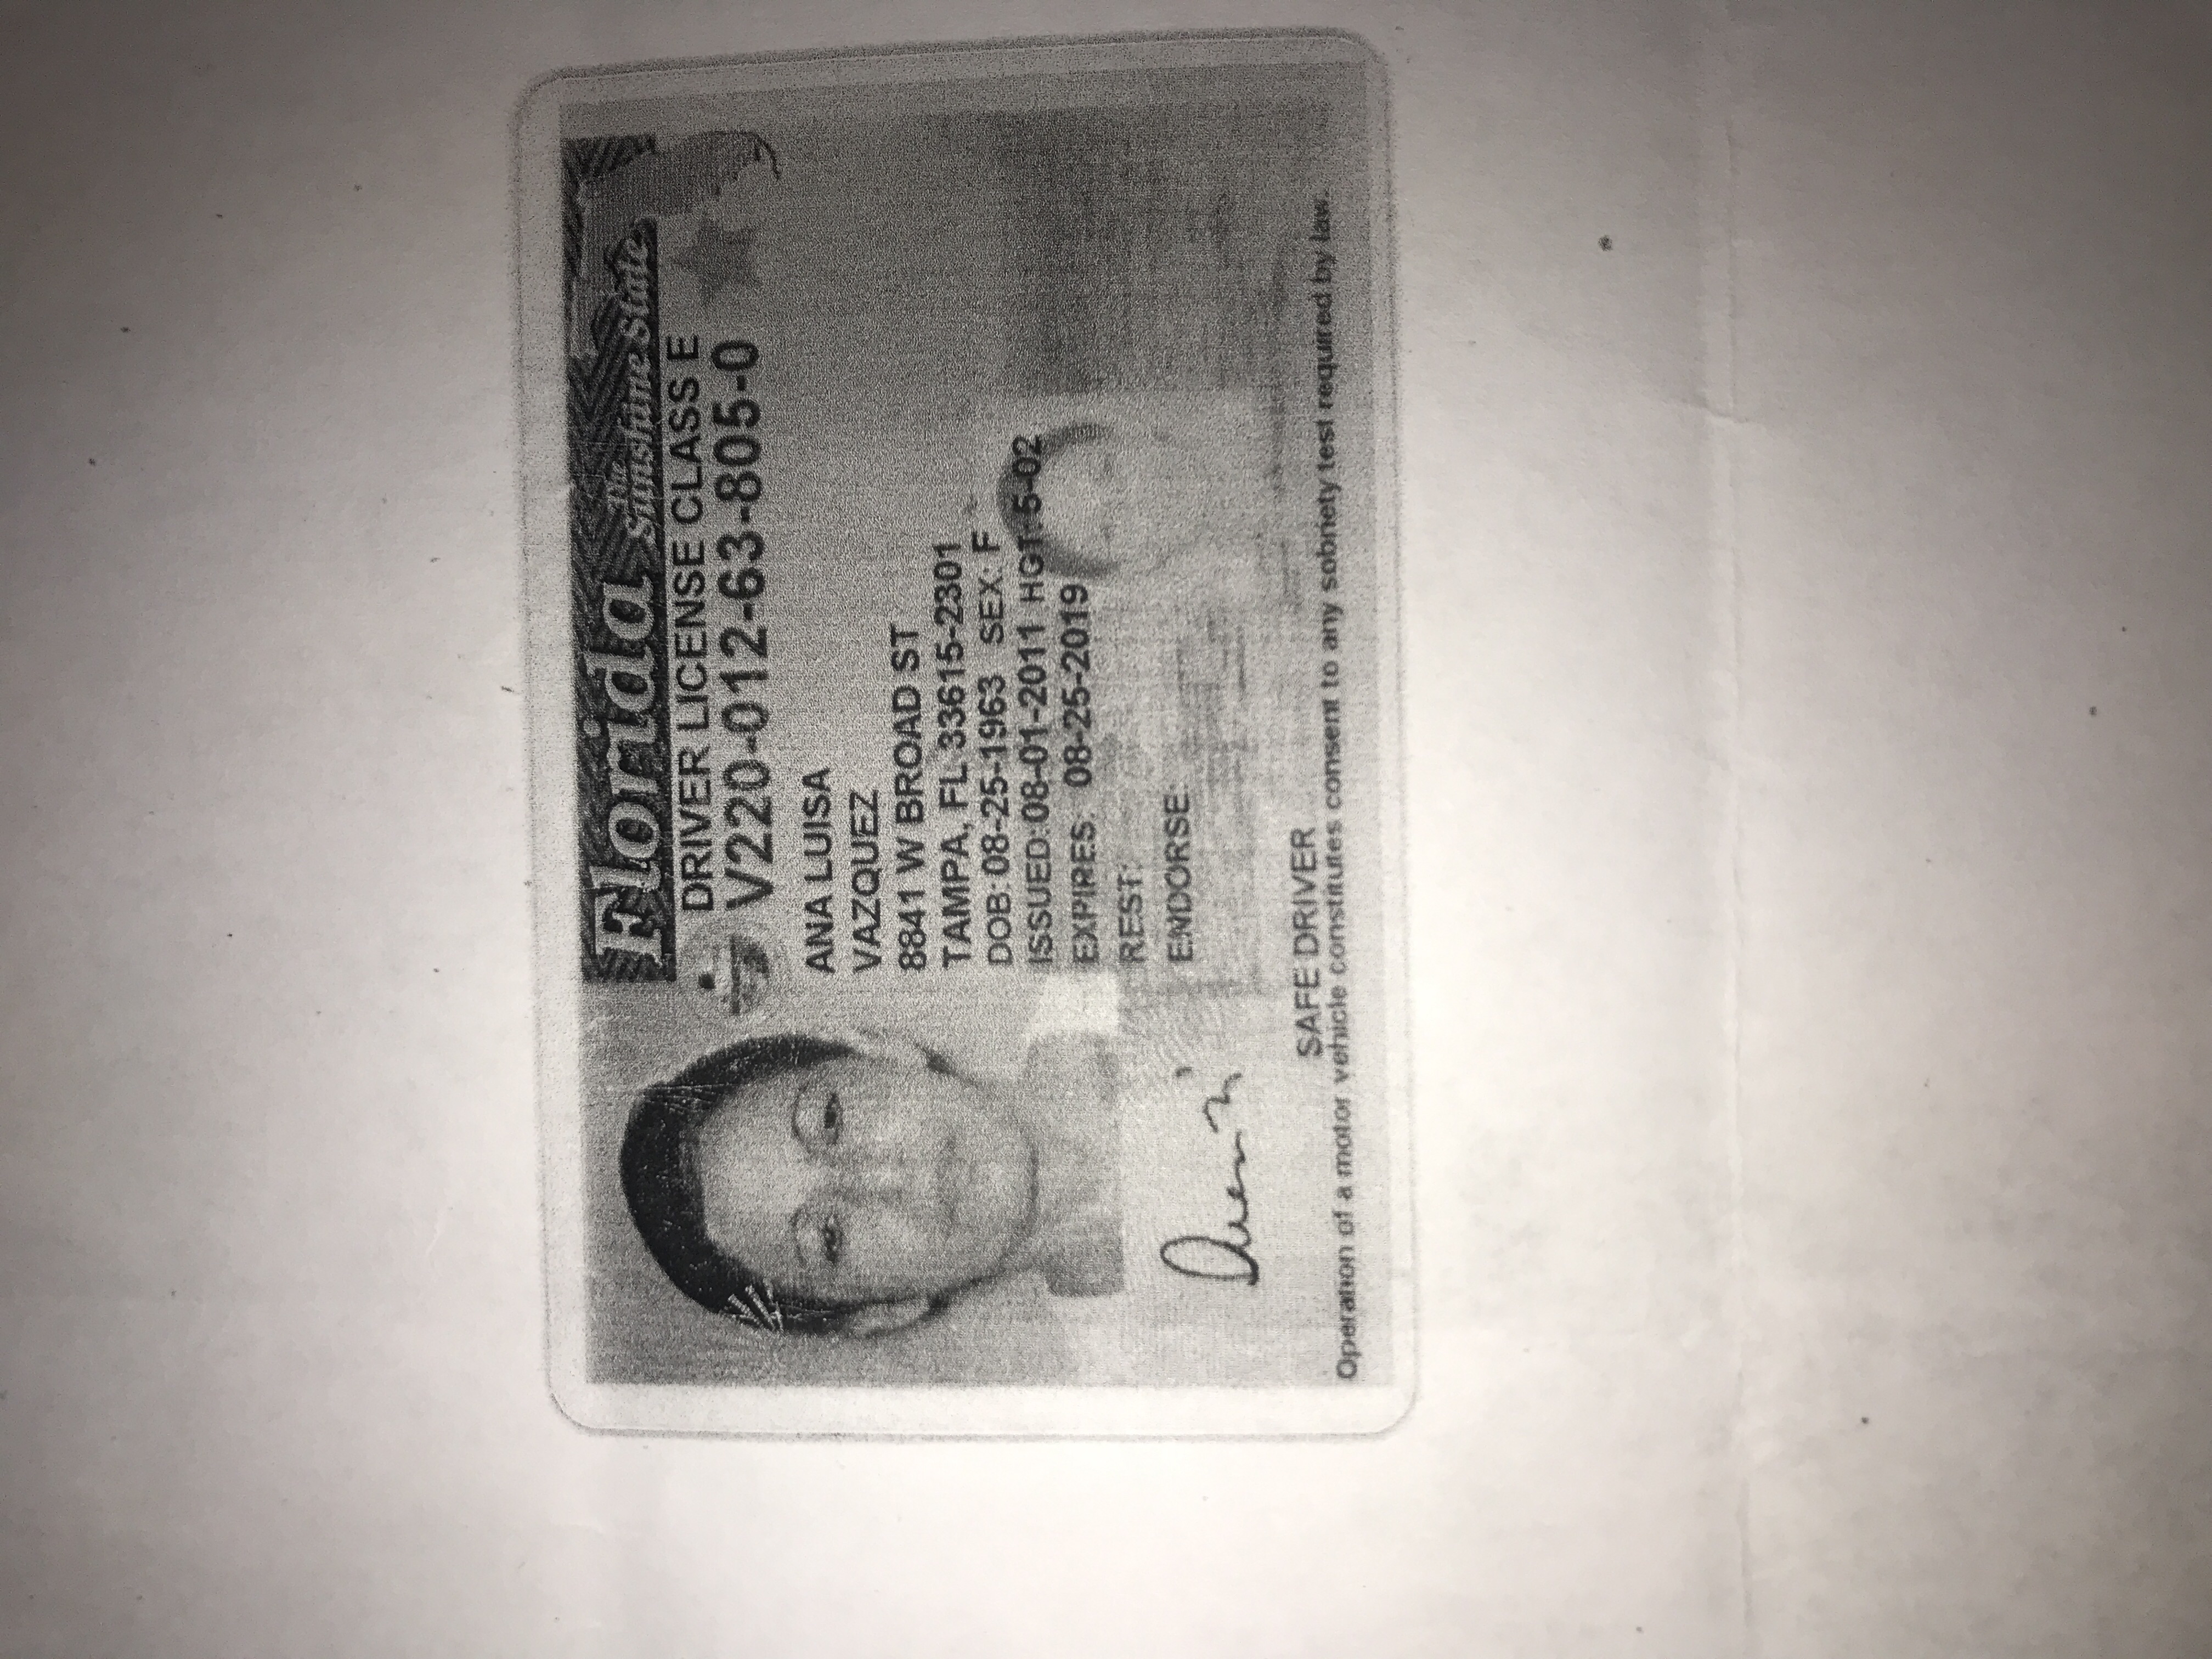 Florida The Sunshine State
DRIVER LICENSE CLASS E
V220-012-63-805-0
ANA LUISA
VAZQUEZ
8841 W BROAD ST
TAMPA, FL 33615-2301
DOB: 08-25-1963 SEX: F
ISSUED: 08-01-2011 HGT: 5-02
EXPIRES: 08-25-2019
REST:
ENDORSE:
SAFE DRIVER
Operation of a motor vehicle constitutes consent to any sobriety test required by law.